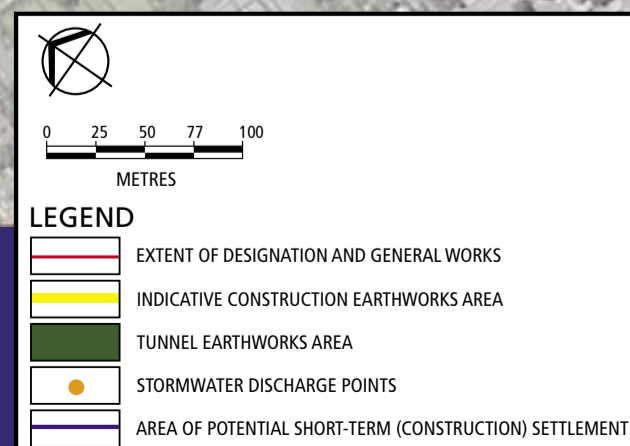 0 25 50 77 100
METRES
LEGEND
EXTENT OF DESIGNATION AND GENERAL WORKS
INDICATIVE CONSTRUCTION EARTHWORKS AREA
TUNNEL EARTHWORKS AREA
STORMWATER DISCHARGE POINTS
AREA OF POTENTIAL SHORT-TERM (CONSTRUCTION) SETTLEMENT